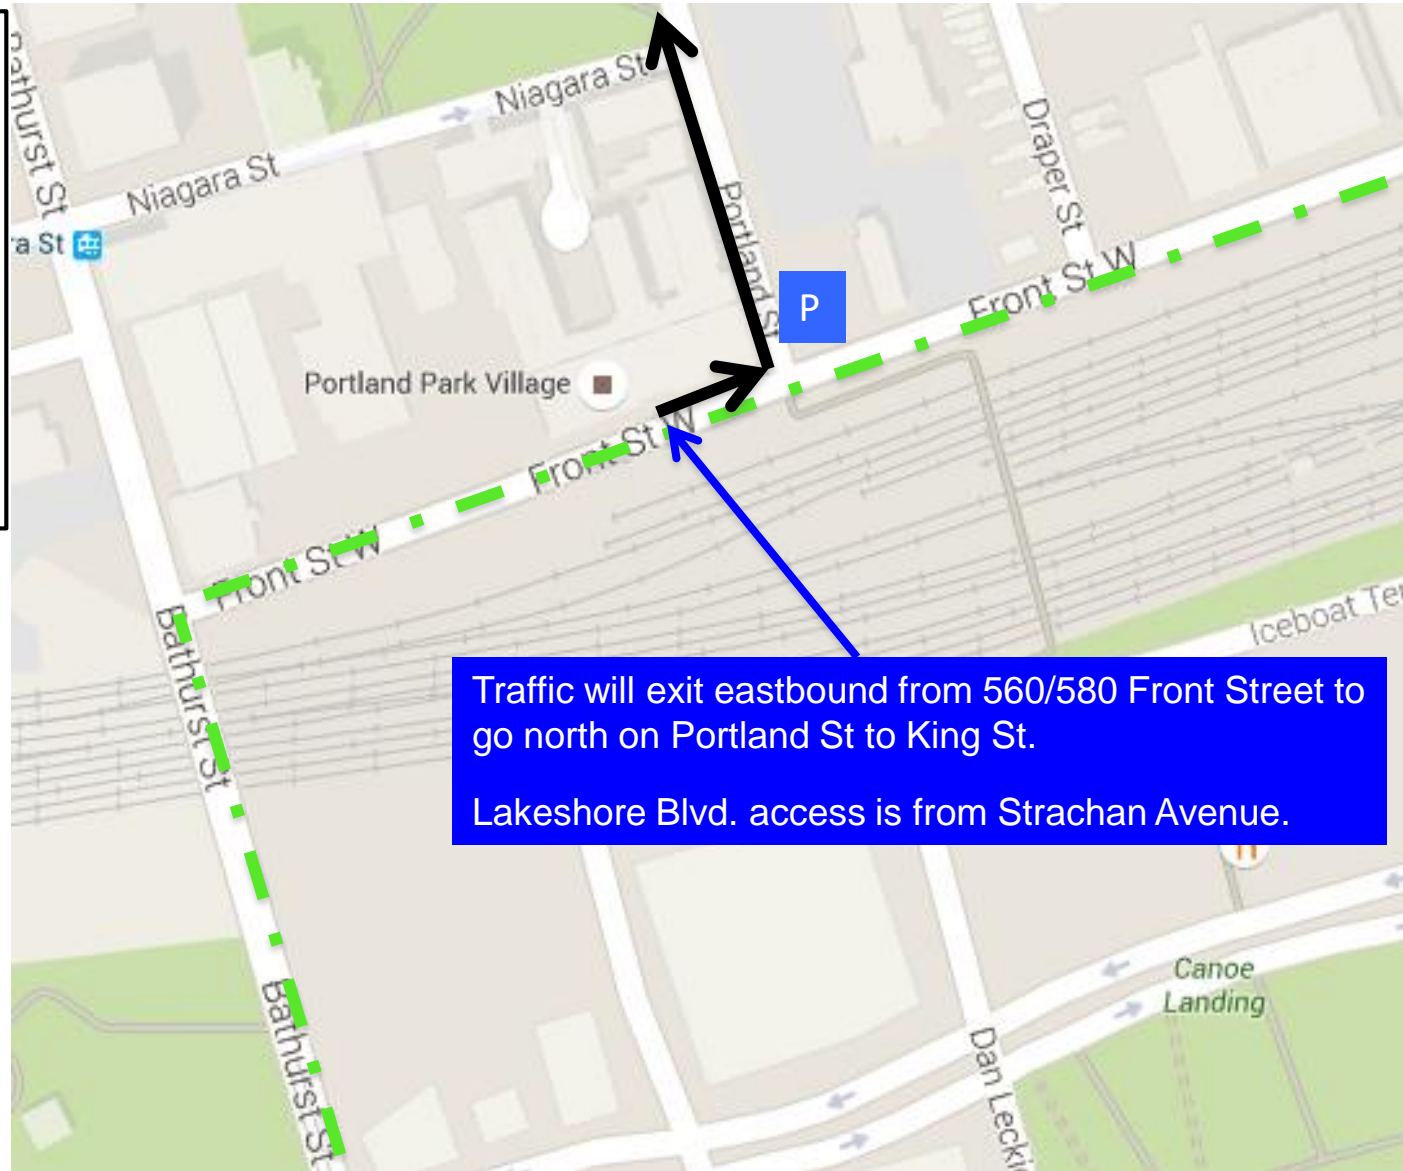 Bathurst St
Niagara St
Niagara St
Draper St
a St
Portland St
P
Front St W
Portland Park Village
Front St W
Front St W
Bathurst St
Iceboat Ter
Traffic will exit eastbound from 560/580 Front Street to
go north on Portland St to King St.
Lakeshore Blvd. access is from Strachan Avenue.
Canoe
Landing
Bathurst St
Dan Lecki